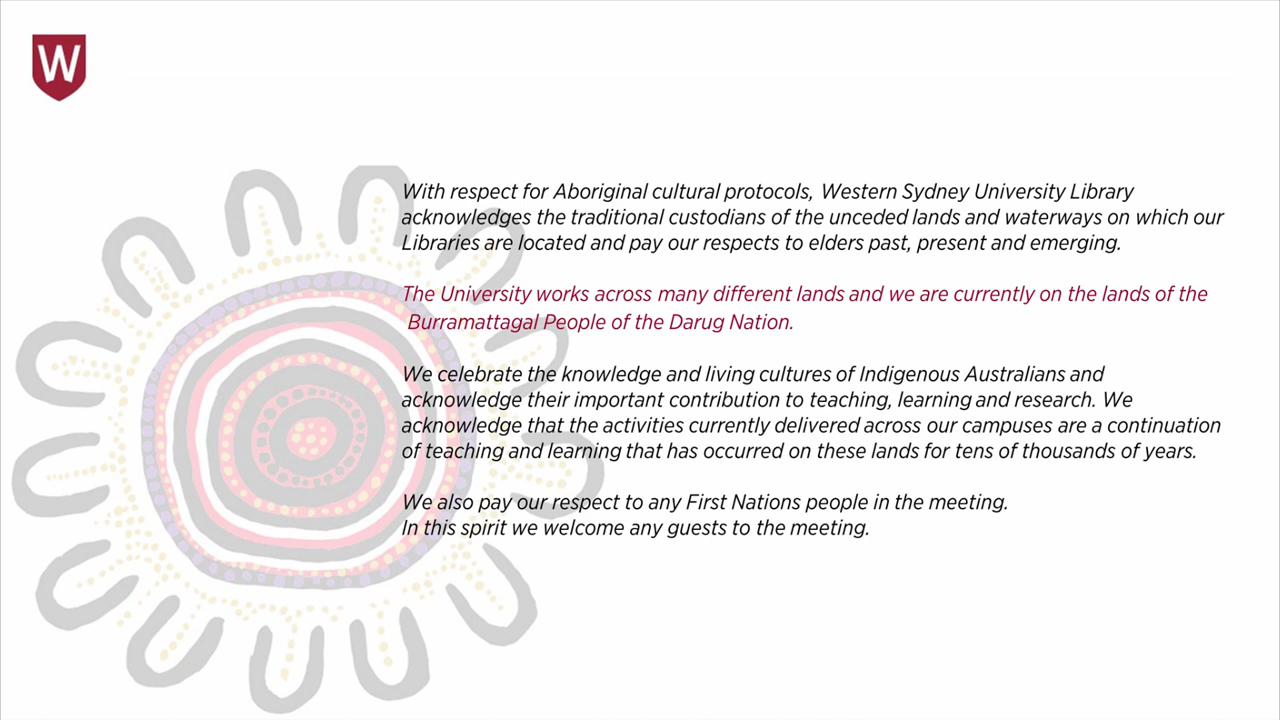 W
With respect for Aboriginal cultural protocols, Western Sydney University Library
acknowledges the traditional custodians of the unceded lands and waterways on which our
Libraries are located and pay our respects to elders past, present and emerging.
The University works across many different lands and we are currently on the lands of the
Burramattagal People of the Darug Nation.
We celebrate the knowledge and living cultures of Indigenous Australians and
acknowledge their important contribution to teaching, learning and research. We
acknowledge that the activities currently delivered across our campuses are a continuation
of teaching and learning that has occurred on these lands for tens of thousands of years.
We also pay our respect to any First Nations people in the meeting.
In this spirit we welcome any guests to the meeting.